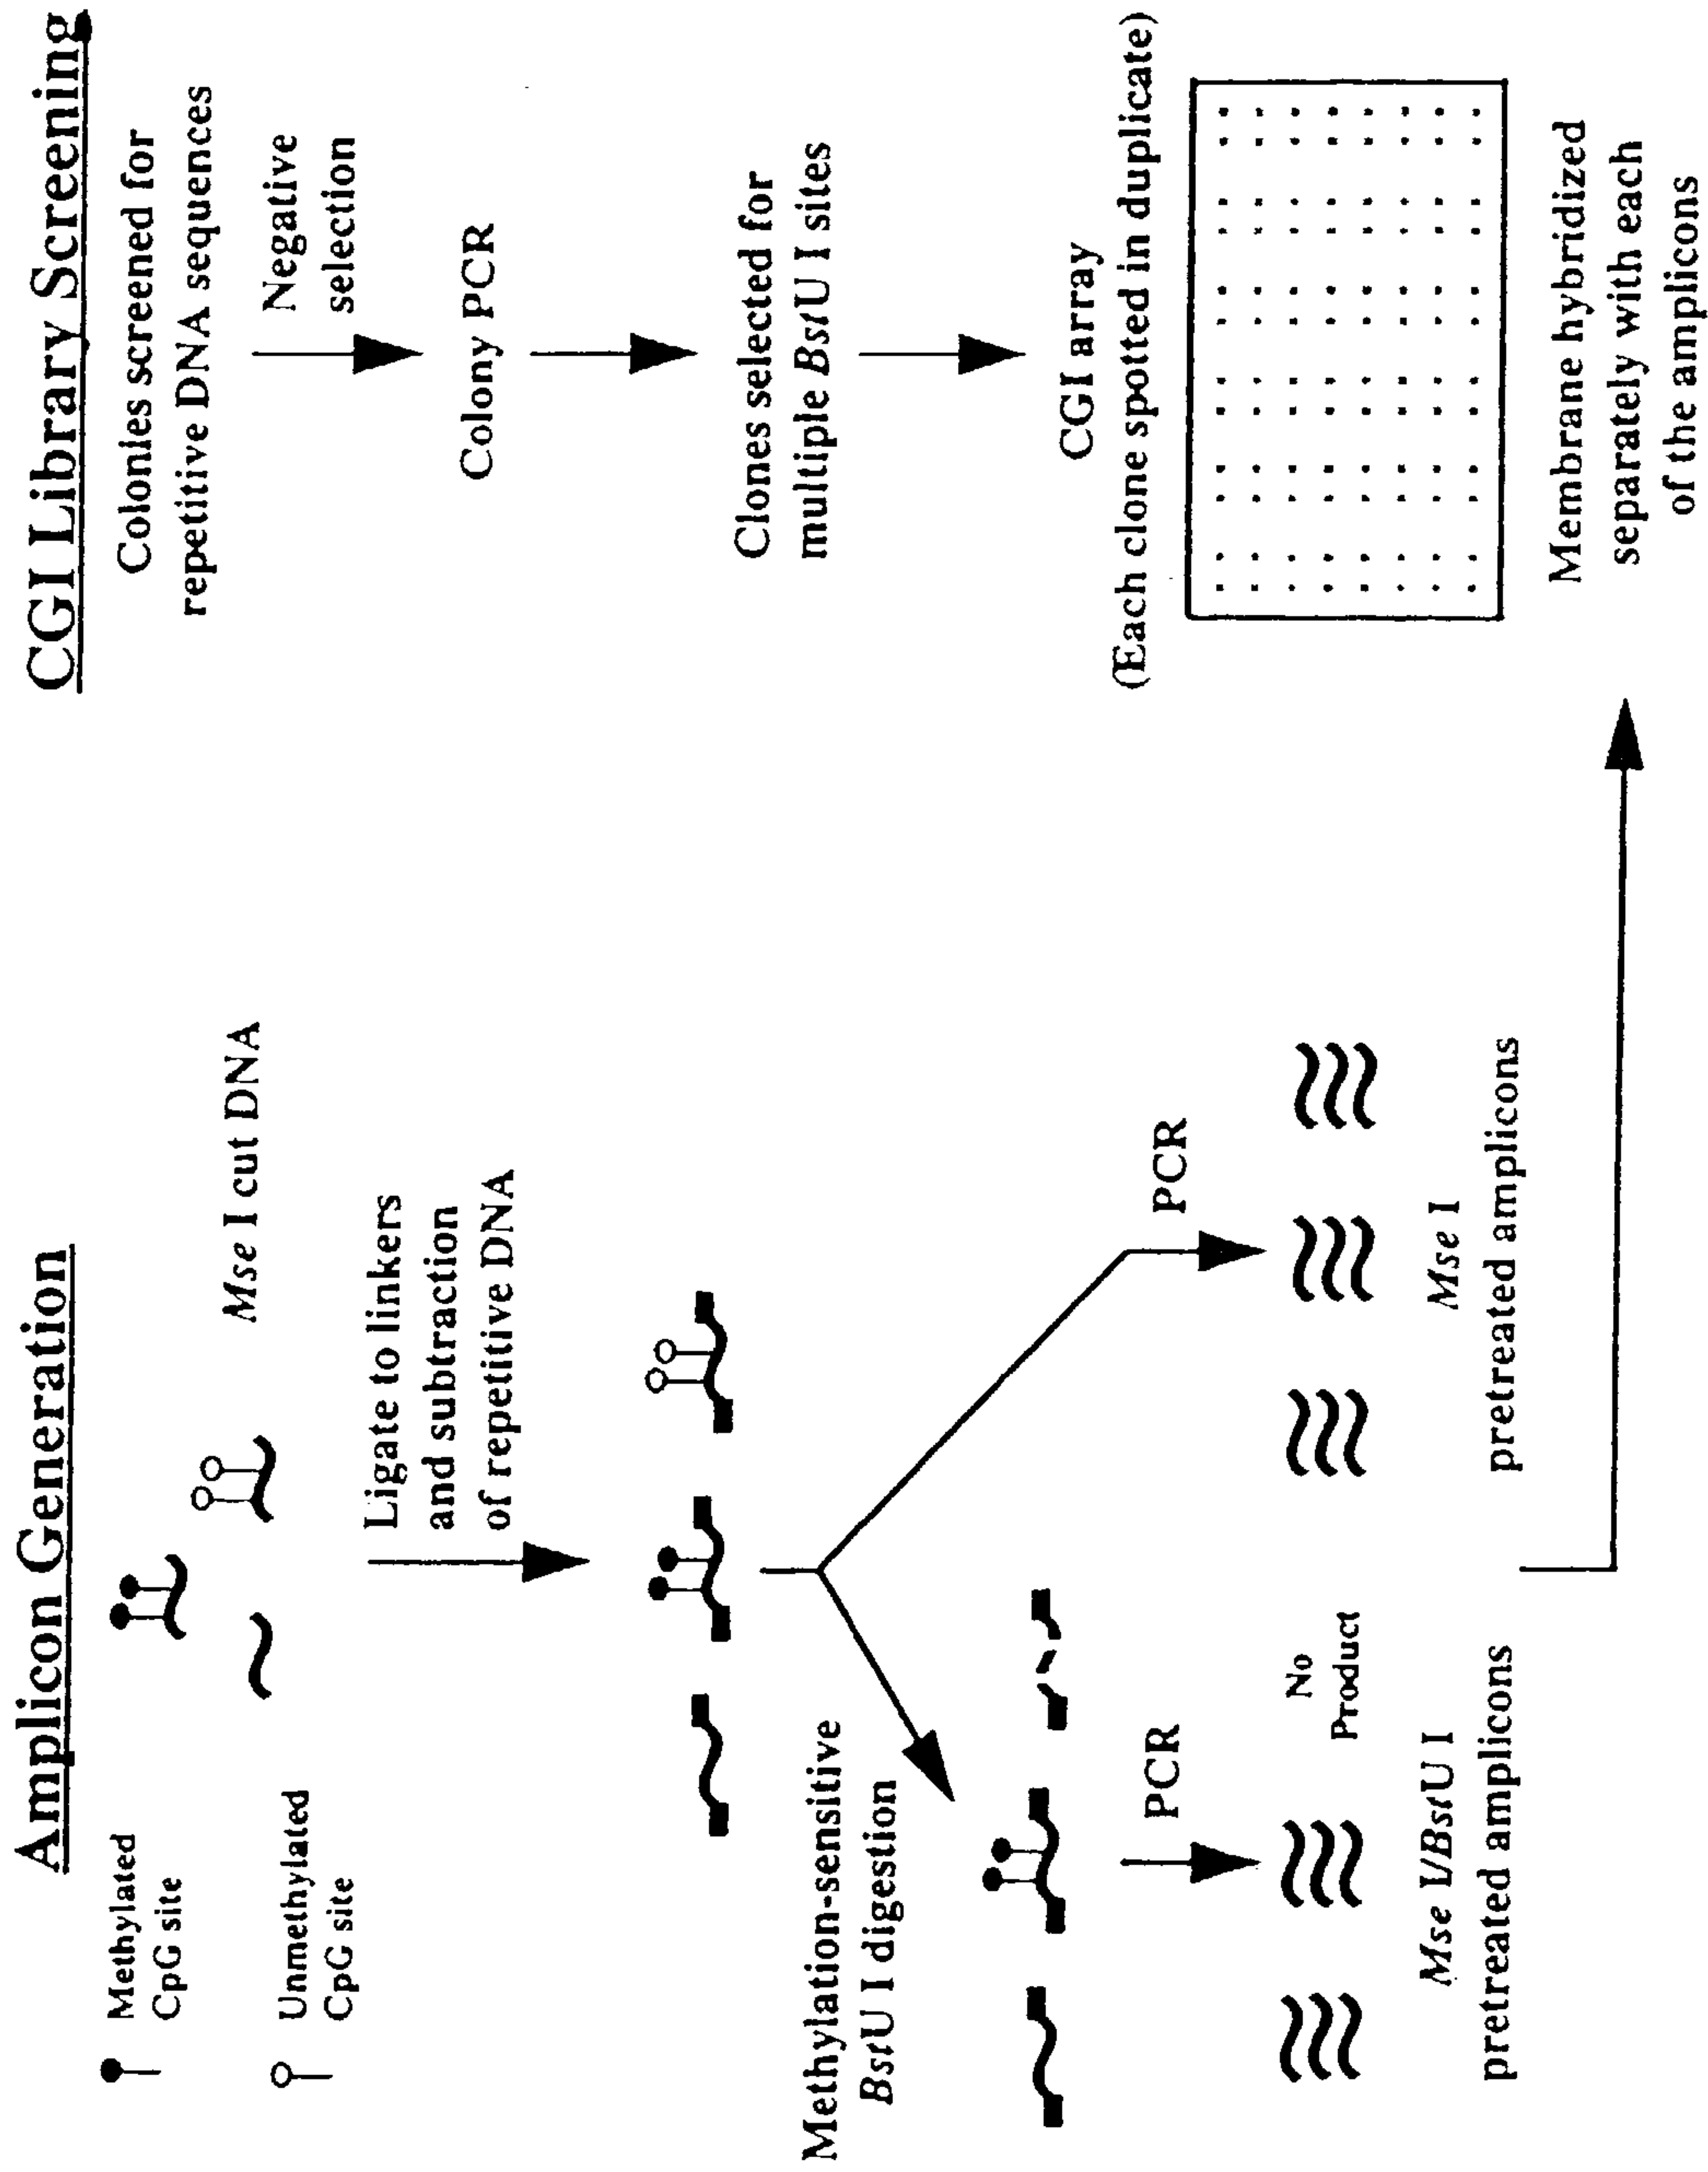 Amplicon Generation
Methylated
CpG site
Unmethylated
CpG site
Mse I cut DNA
Ligate to linkers
and subtraction
of repetitive DNA
Methylation-sensitive
BstU I digestion
PCR
PCR
No
Product
Mse I/BstU I
pretreated amplicons
Mse I
pretreated amplicons
CGI Library Screening
Colonies screened for
repetitive DNA sequences
Negative
selection
Colony PCR
Clones selected for
multiple BstU I sites
CGI array
(Each clone spotted in duplicate)
Membrane hybridized
separately with each
of the amplicons